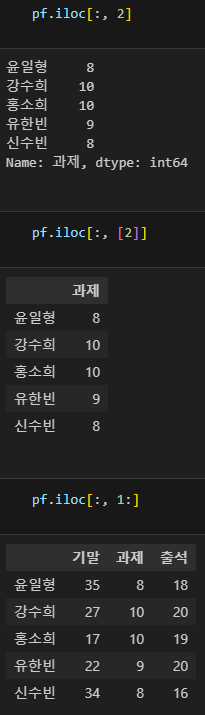 pf.iloc[:, 2]
윤일형 8
강수희 10
홍소희 10
유한빈 9
신수빈 8
Name: 과제, dtype: int64
pf.iloc[:, [2]]
과제
윤일형 8
강수희 10
홍소희 10
유한빈 9
신수빈 8
pf.iloc[:, 1:]
기말 과제 출석
윤일형 35 8 18
강수희 27 10 20
홍소희 17 10 19
유한빈 22 9 20
신수빈 34 8 16